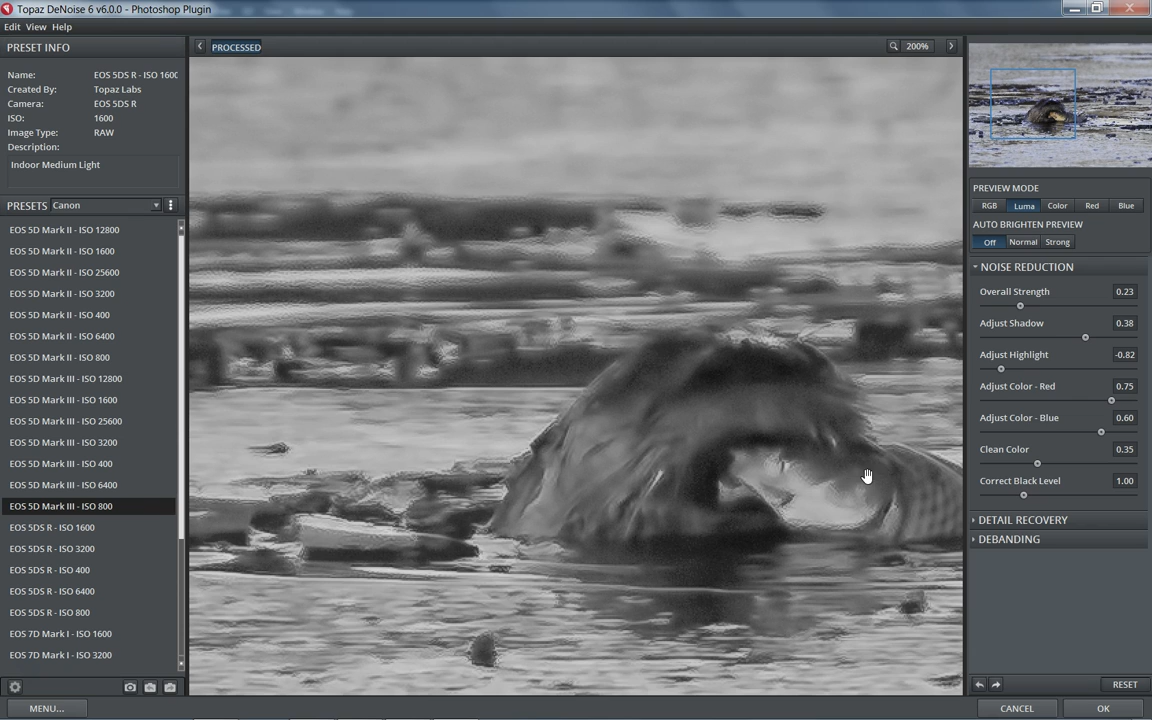 Topaz DeNoise 6 v6.0.0 - Photoshop Plugin
Edit View Help
PRESET INFO
Name: EOS 5DS R - ISO 160
Created By: Topaz Labs
Camera: EOS 5DS R
ISO: 1600
Image Type: RAW
Description:
Indoor Medium Light
PRESETS Canon
EOS 5D Mark II - ISO 12800
EOS 5D Mark II - ISO 1600
EOS 5D Mark II - ISO 25600
EOS 5D Mark II - ISO 3200
EOS 5D Mark II - ISO 400
EOS 5D Mark II - ISO 6400
EOS 5D Mark II - ISO 800
EOS 5D Mark III - ISO 12800
EOS 5D Mark III - ISO 1600
EOS 5D Mark III - ISO 25600
EOS 5D Mark III - ISO 3200
EOS 5D Mark III - ISO 400
EOS 5D Mark III - ISO 6400
EOS 5D Mark III - ISO 800
EOS 5DS R - ISO 1600
EOS 5DS R - ISO 3200
EOS 5DS R - ISO 400
EOS 5DS R - ISO 6400
EOS 5DS R - ISO 800
EOS 7D Mark I - ISO 1600
EOS 7D Mark I - ISO 3200
MENU...
PROCESSED
200%
PREVIEW MODE
RGB Luma Color Red Blue
AUTO BRIGHTEN PREVIEW
Off Normal Strong
NOISE REDUCTION
Overall Strength 0.23
Adjust Shadow 0.38
Adjust Highlight -0.82
Adjust Color - Red 0.75
Adjust Color - Blue 0.60
Clean Color 0.35
Correct Black Level 1.00
DETAIL RECOVERY
DEBANDING
RESET
CANCEL OK